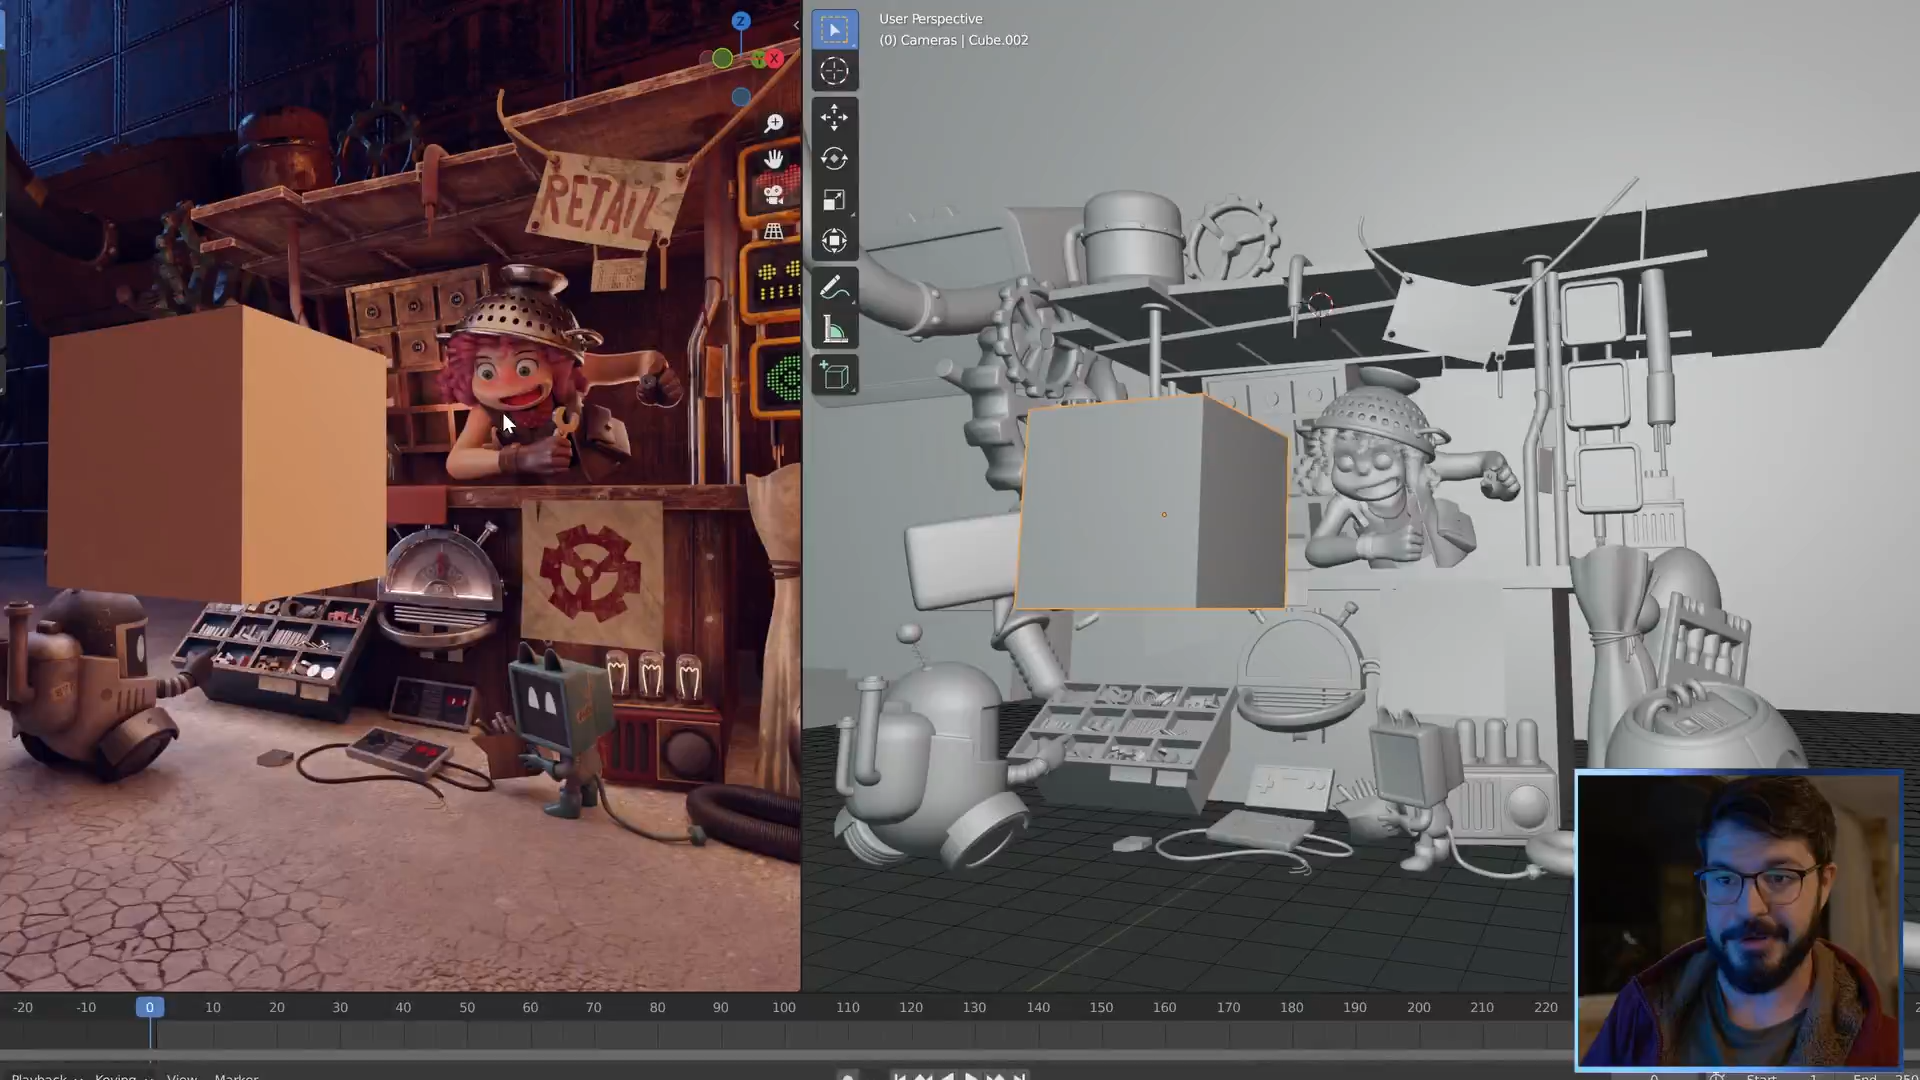 User Perspective
(0) Cameras | Cube.002
Z
Y
X
RETAIL
-20 -10 0 10 20 30 40 50 60 70 80 90 100 110 120 130 140 150 160 170 180 190 200 210 220
Playback Keying View Marker
0 Start 1 End 250